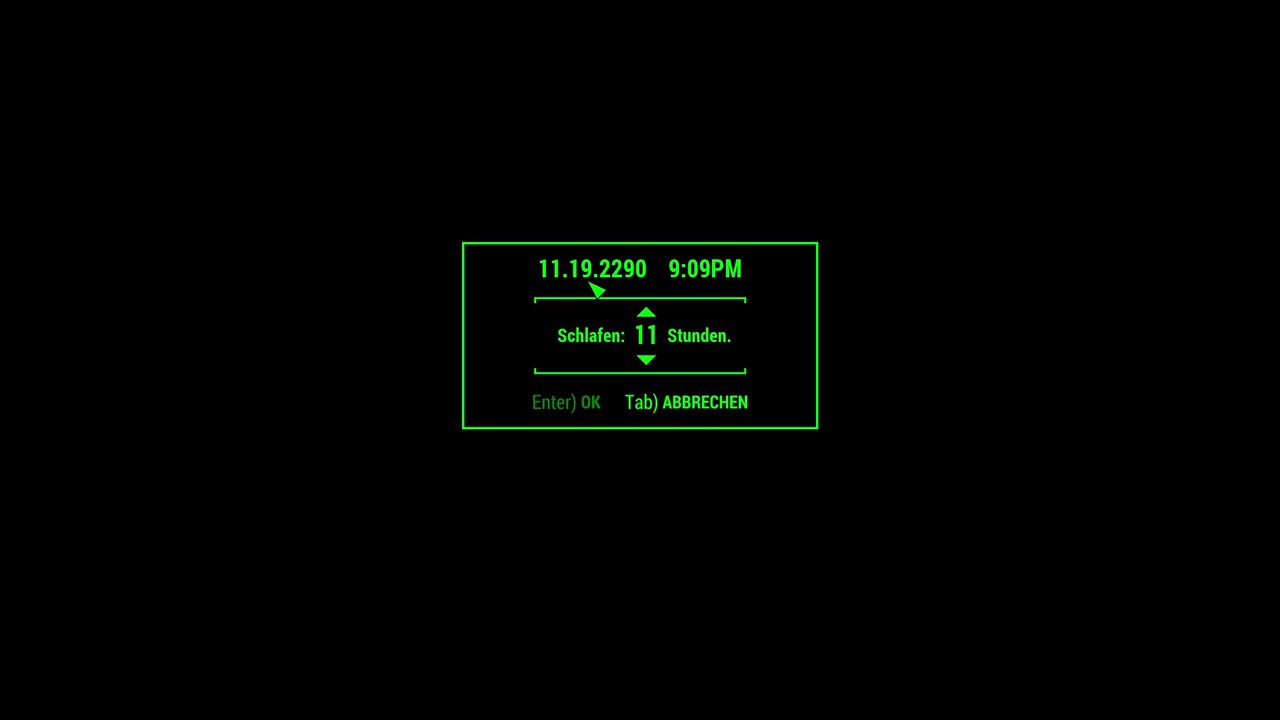 11.19.2290 9:09PM
Schlafen: 11 Stunden.
Enter) OK Tab) ABBRECHEN